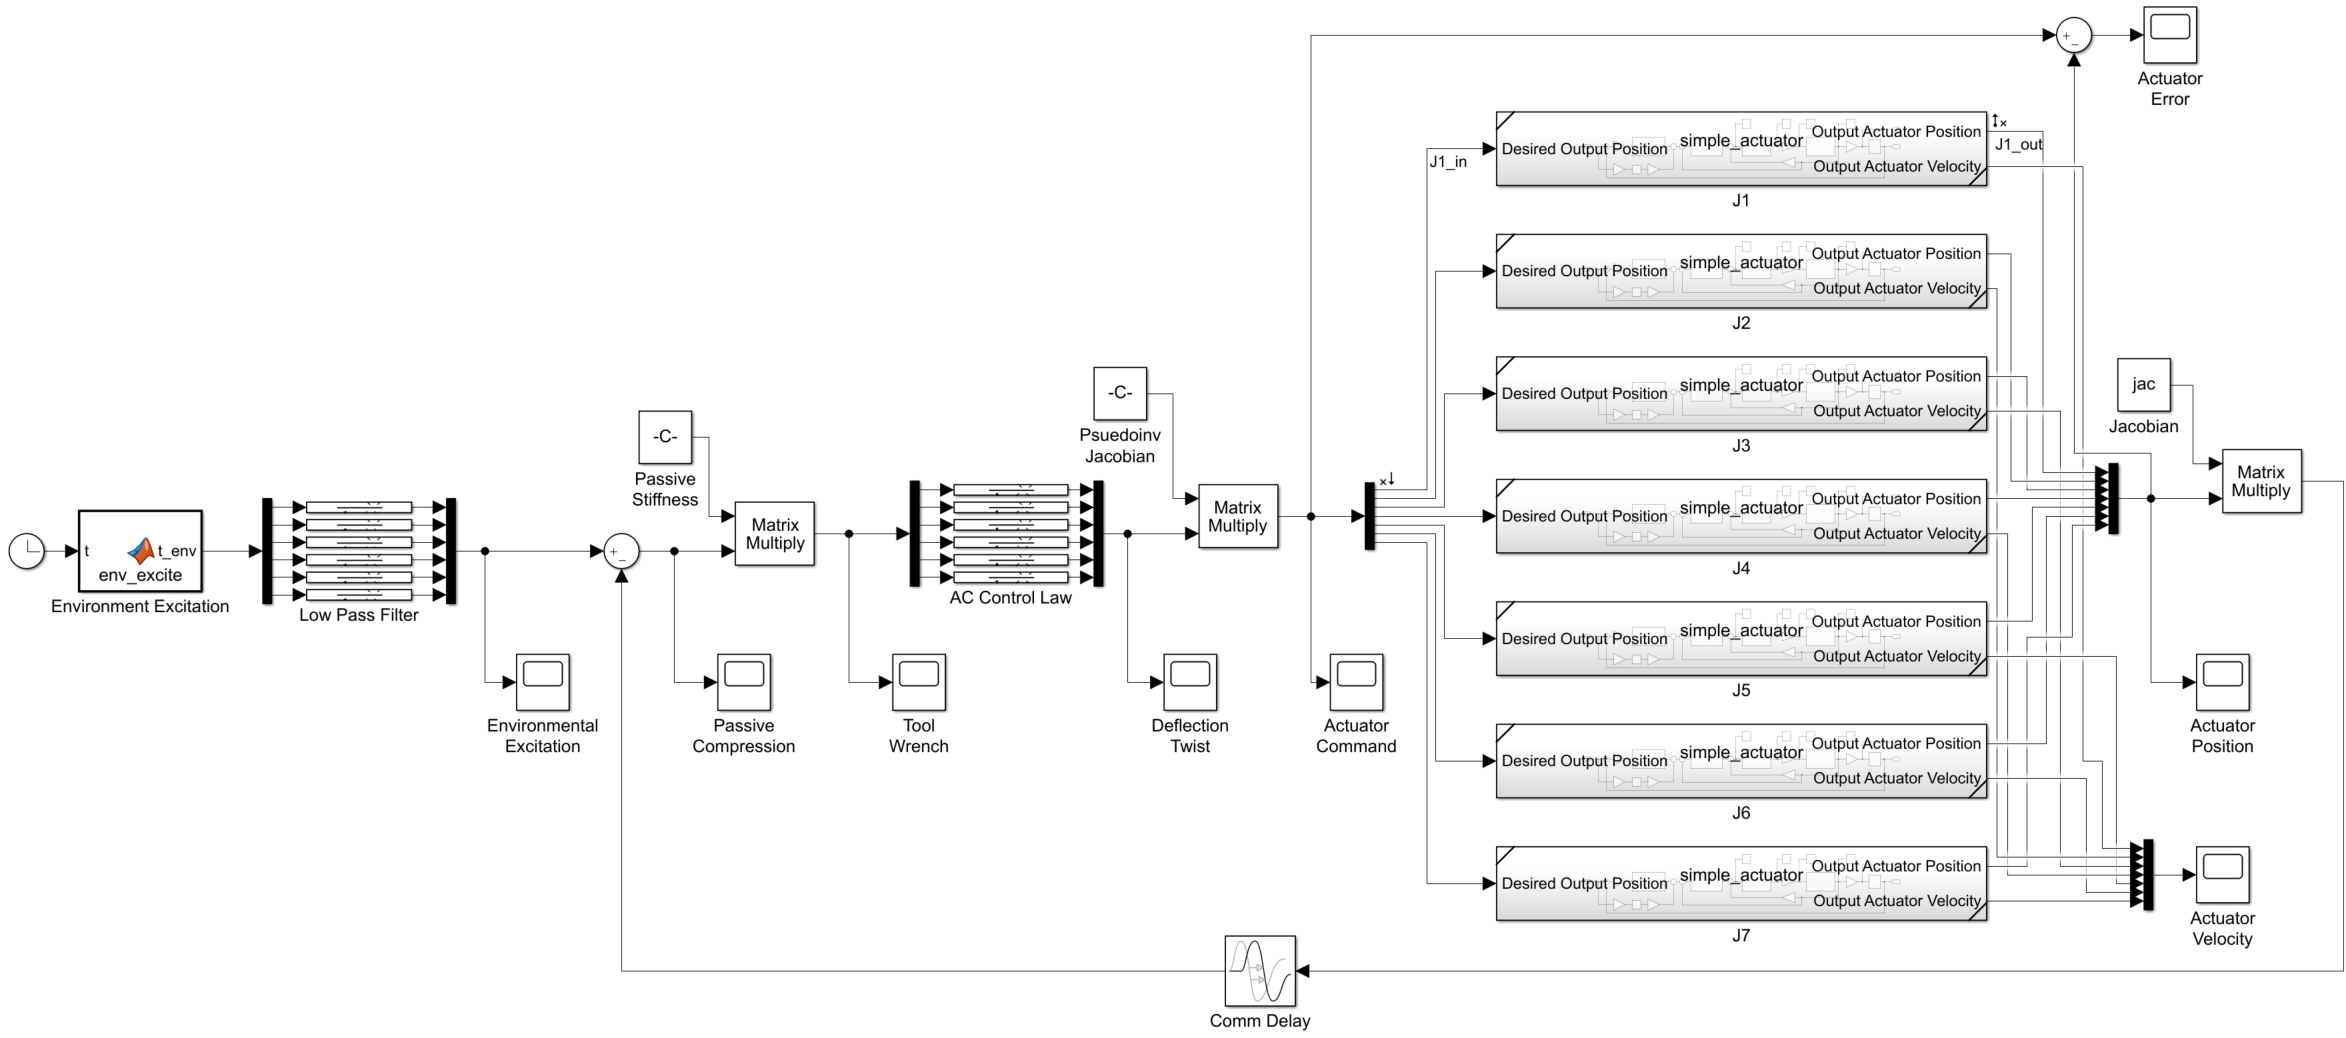 Actuator
Error
Desired Output Position
simple_actuator
Output Actuator Position
Output Actuator Velocity
J1_in
J1_out
J1
Desired Output Position
simple_actuator
Output Actuator Position
Output Actuator Velocity
J2
Desired Output Position
simple_actuator
Output Actuator Position
Output Actuator Velocity
J3
-C-
Psuedoinv
Jacobian
jac
Jacobian
-C-
Passive
Stiffness
Matrix
Multiply
Matrix
Multiply
Matrix
Multiply
Desired Output Position
simple_actuator
Output Actuator Position
Output Actuator Velocity
J4
t
t_env
env_excite
Environment Excitation
Low Pass Filter
+
−
AC Control Law
Desired Output Position
simple_actuator
Output Actuator Position
Output Actuator Velocity
J5
Environmental
Excitation
Passive
Compression
Tool
Wrench
Deflection
Twist
Actuator
Command
Actuator
Position
Desired Output Position
simple_actuator
Output Actuator Position
Output Actuator Velocity
J6
Desired Output Position
simple_actuator
Output Actuator Position
Output Actuator Velocity
J7
Actuator
Velocity
Comm Delay